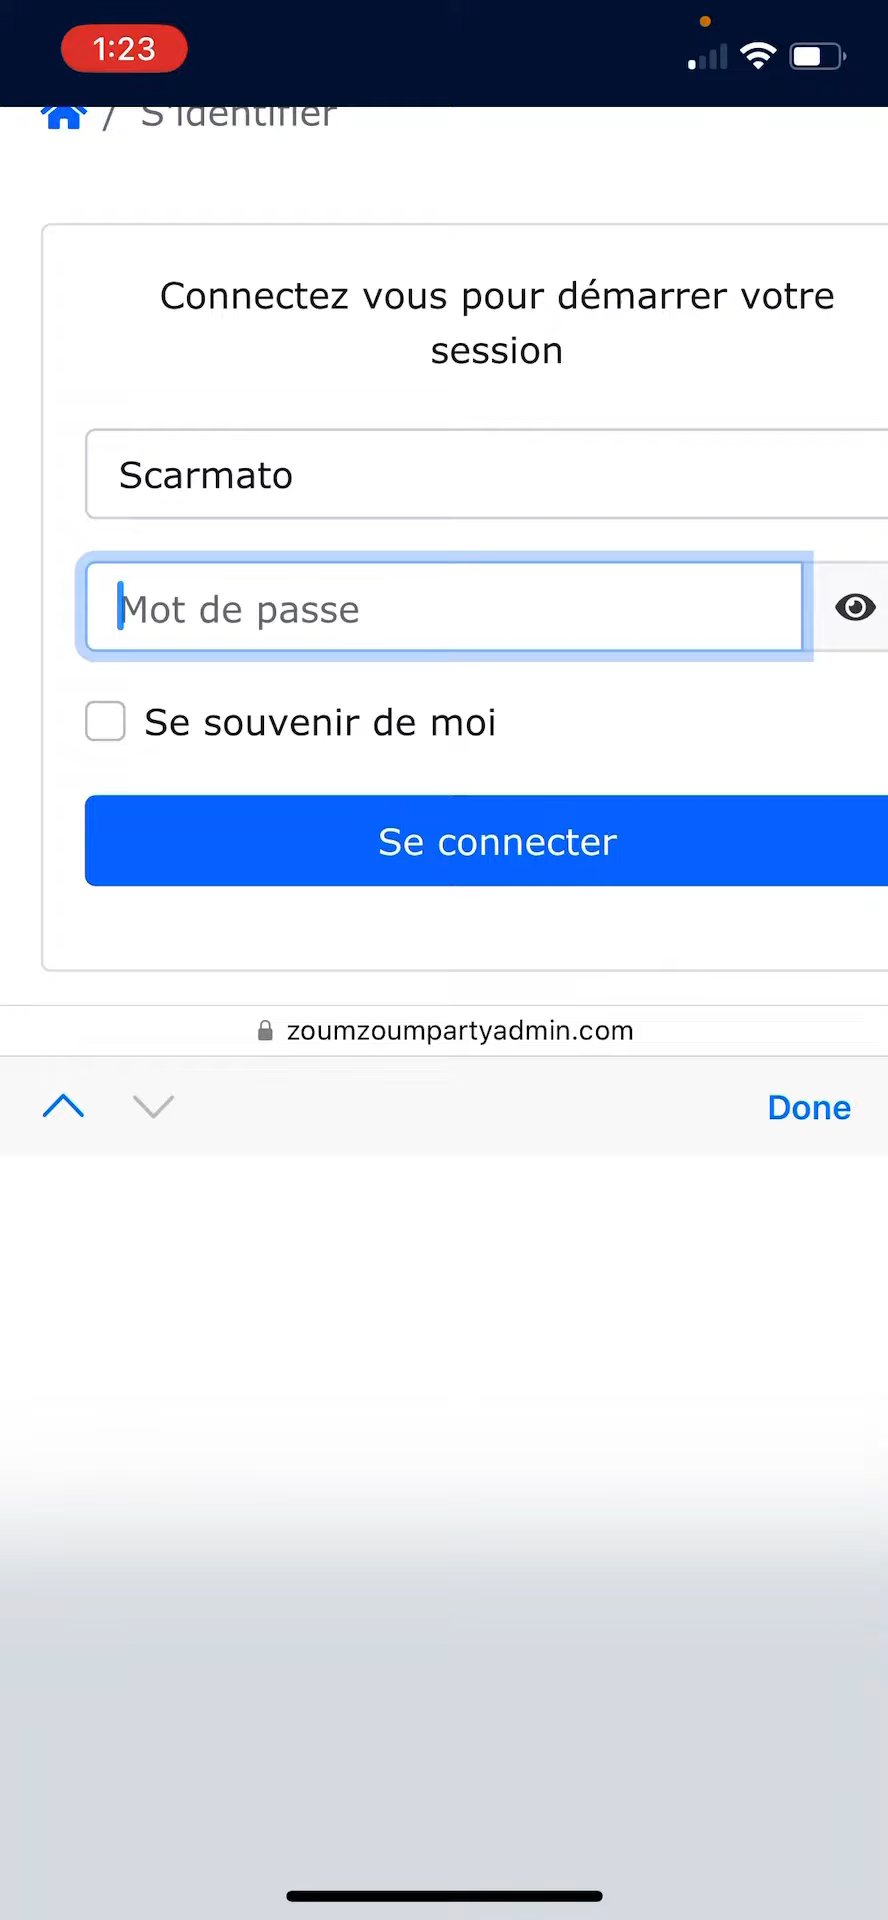 1:23
/ S'identifier
Connectez vous pour démarrer votre
session
Scarmato
Mot de passe
Se souvenir de moi
Se connecter
zoumzoumpartyadmin.com
Done